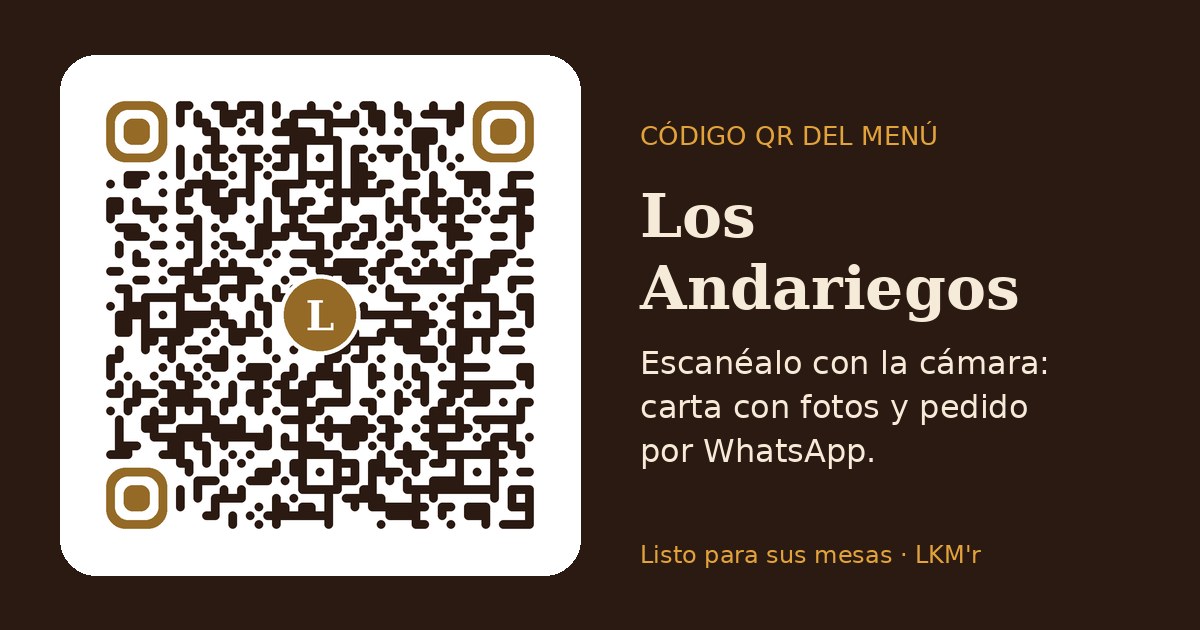 L
CÓDIGO QR DEL MENÚ
Los
Andariegos
Escanéalo con la cámara:
carta con fotos y pedido
por WhatsApp.
Listo para sus mesas · LKM'r